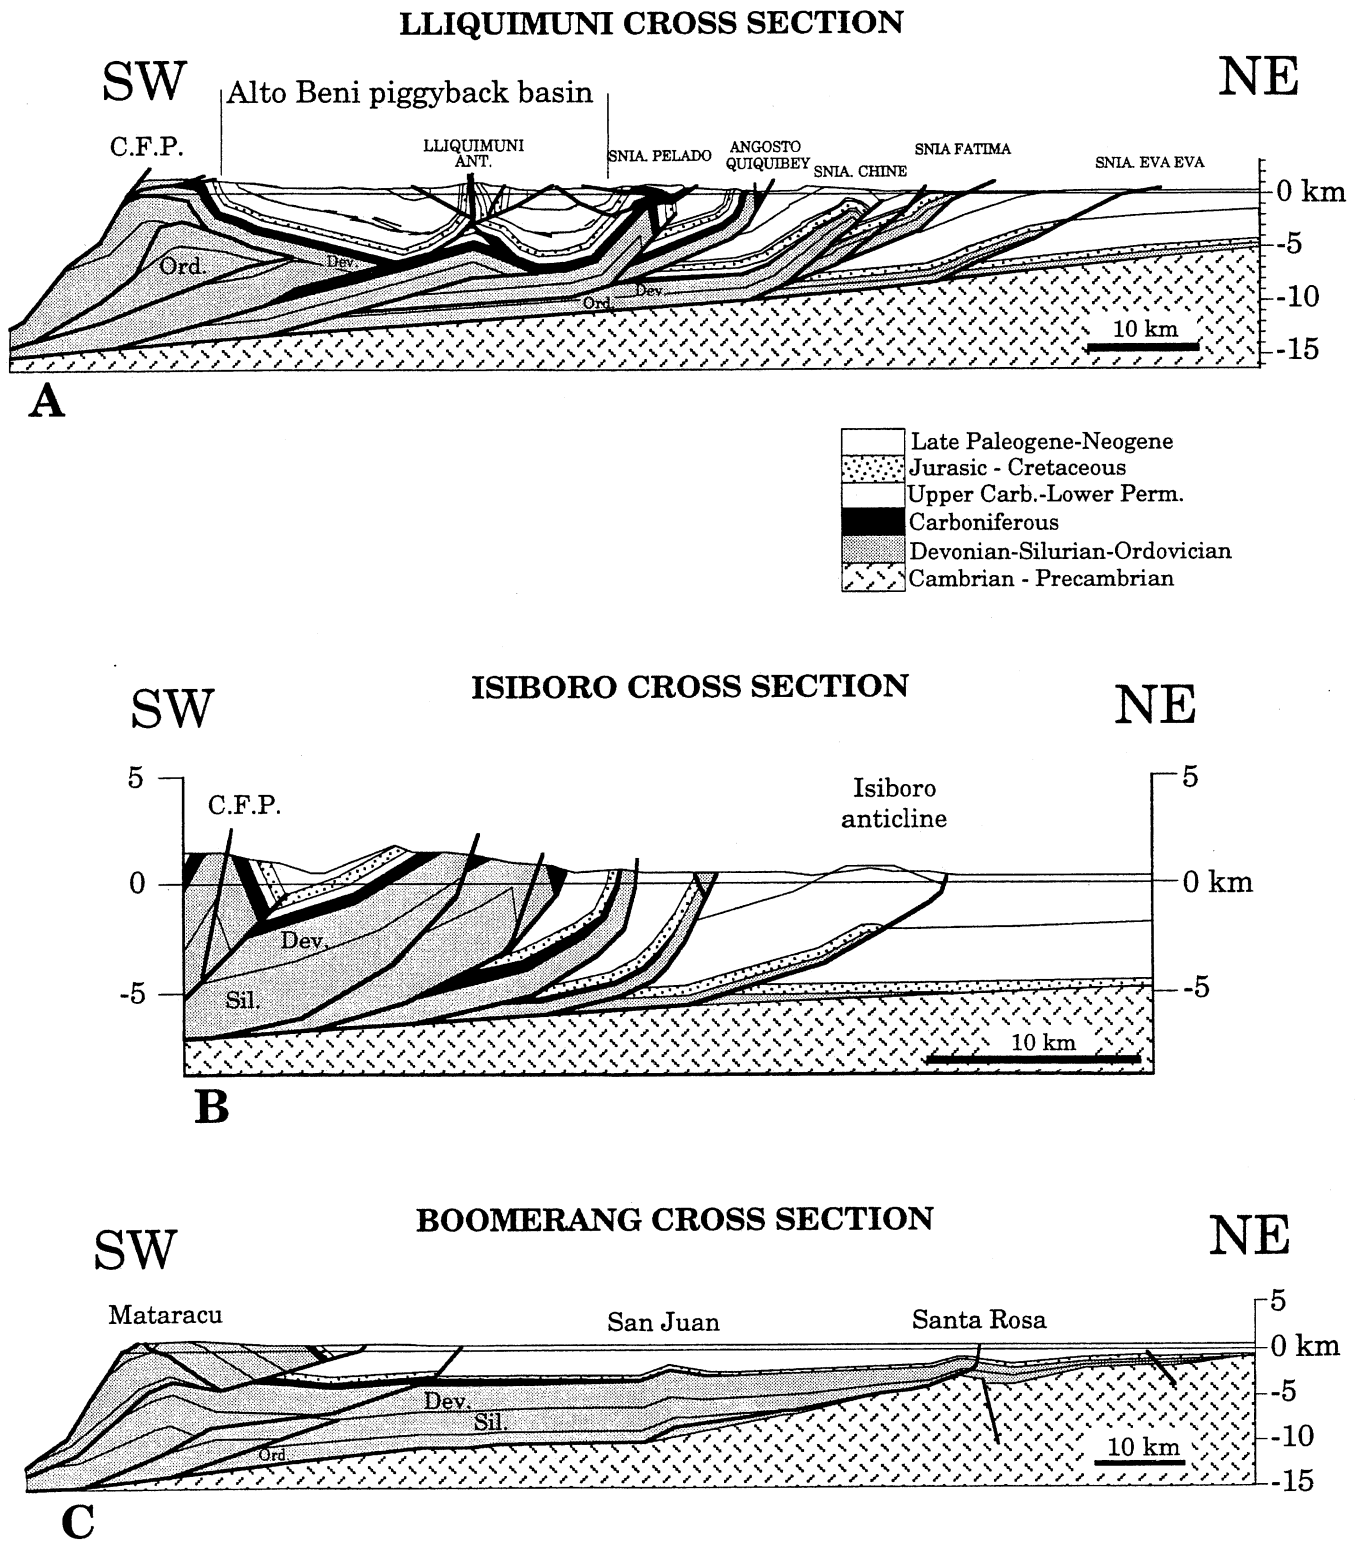 LLIQUIMUNI CROSS SECTION
SW
NE
Alto Beni piggyback basin
C.F.P.
LLIQUIMUNI
ANT.
SNIA. PELADO
ANGOSTO
QUIQUIBEY
SNIA. CHINE
SNIA FATIMA
SNIA. EVA EVA
0 km
-5
-10
-15
Ord.
Dev.
Dev.
Ord.
10 km
A
Late Paleogene-Neogene
Jurasic - Cretaceous
Upper Carb.-Lower Perm.
Carboniferous
Devonian-Silurian-Ordovician
Cambrian - Precambrian
ISIBORO CROSS SECTION
SW
NE
5
0
-5
C.F.P.
Isiboro
anticline
5
0 km
-5
Dev.
Sil.
10 km
B
BOOMERANG CROSS SECTION
SW
NE
Mataracu
San Juan
Santa Rosa
5
0 km
-5
-10
-15
Dev.
Sil.
Ord.
10 km
C